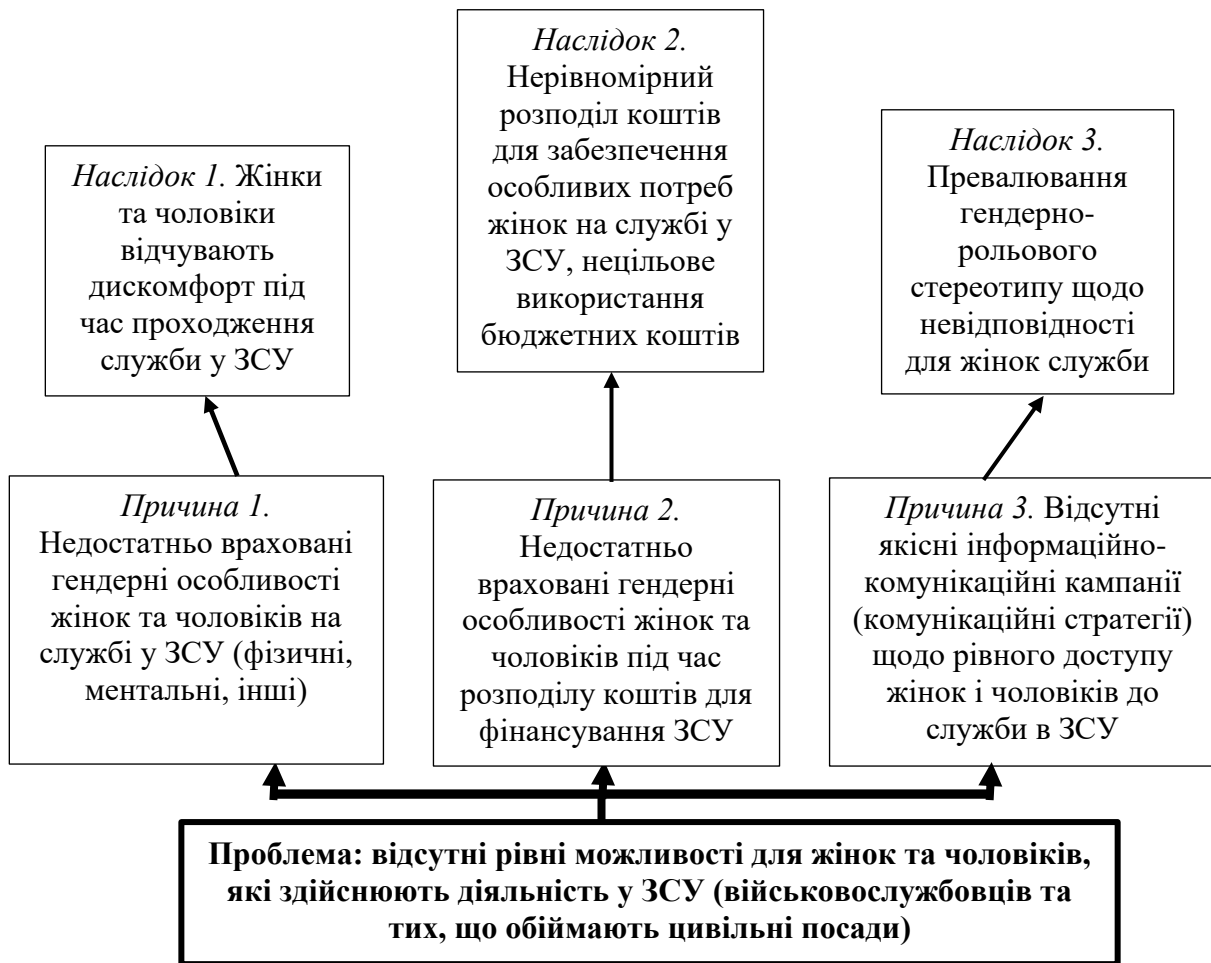 Наслідок 1. Жінки
та чоловіки
відчувають
дискомфорт під
час проходження
служби у ЗСУ
Наслідок 2.
Нерівномірний
розподіл коштів
для забезпечення
особливих потреб
жінок на службі у
ЗСУ, нецільове
використання
бюджетних коштів
Наслідок 3.
Превалювання
гендерно-
рольового
стереотипу щодо
невідповідності
для жінок служби
Причина 1.
Недостатньо враховані
гендерні особливості
жінок та чоловіків на
службі у ЗСУ (фізичні,
ментальні, інші)
Причина 2.
Недостатньо
враховані гендерні
особливості жінок та
чоловіків під час
розподілу коштів для
фінансування ЗСУ
Причина 3. Відсутні
якісні інформаційно-
комунікаційні кампанії
(комунікаційні стратегії)
щодо рівного доступу
жінок і чоловіків до
служби в ЗСУ
Проблема: відсутні рівні можливості для жінок та чоловіків,
які здійснюють діяльність у ЗСУ (військовослужбовців та
тих, що обіймають цивільні посади)